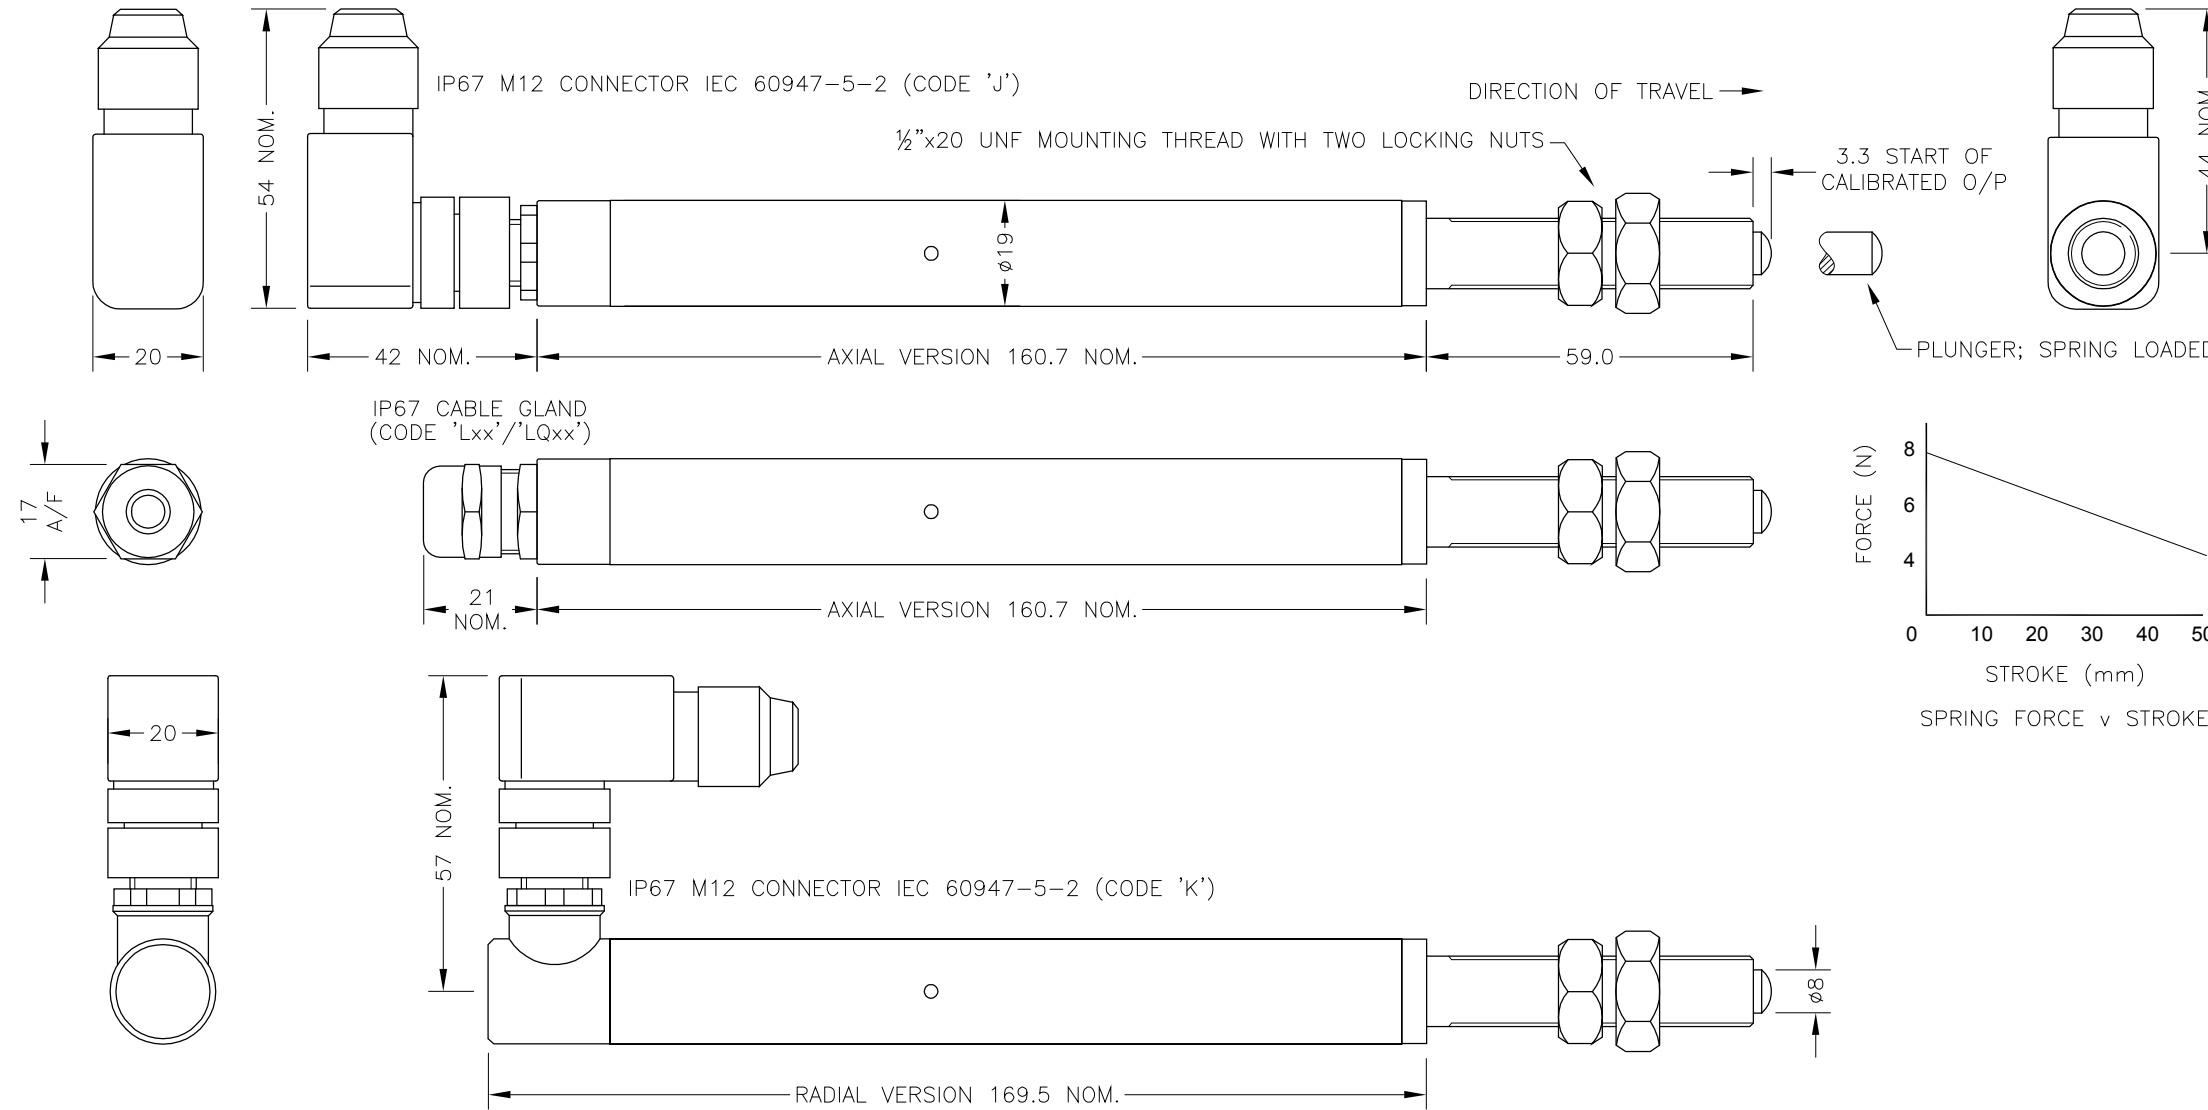 IP67 M12 CONNECTOR IEC 60947-5-2 (CODE 'J')
DIRECTION OF TRAVEL
½"x20 UNF MOUNTING THREAD WITH TWO LOCKING NUTS
3.3 START OF
CALIBRATED O/P
54 NOM.
44 NOM.
ø19
20
42 NOM.
AXIAL VERSION 160.7 NOM.
59.0
PLUNGER; SPRING LOADED
IP67 CABLE GLAND
(CODE 'Lxx'/'LQxx')
17
A/F
21
NOM.
AXIAL VERSION 160.7 NOM.
FORCE (N)
8
6
4
0 10 20 30 40 50
STROKE (mm)
SPRING FORCE v STROKE
20
57 NOM.
IP67 M12 CONNECTOR IEC 60947-5-2 (CODE 'K')
ø8
RADIAL VERSION 169.5 NOM.